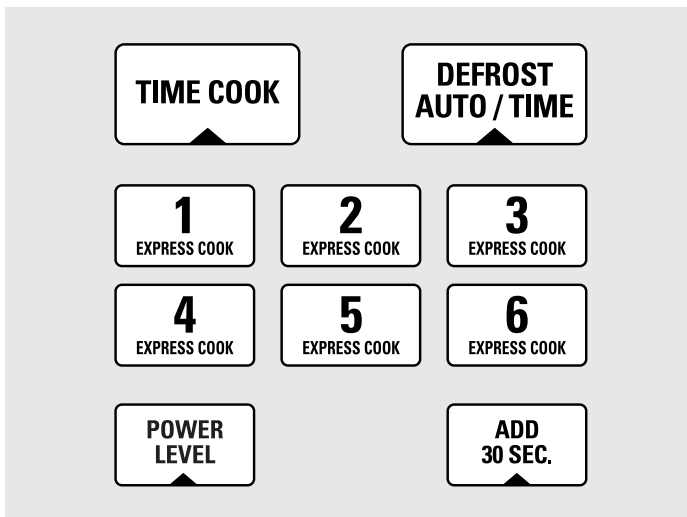 TIME COOK
DEFROST
AUTO / TIME
1
EXPRESS COOK
2
EXPRESS COOK
3
EXPRESS COOK
4
EXPRESS COOK
5
EXPRESS COOK
6
EXPRESS COOK
POWER
LEVEL
ADD
30 SEC.